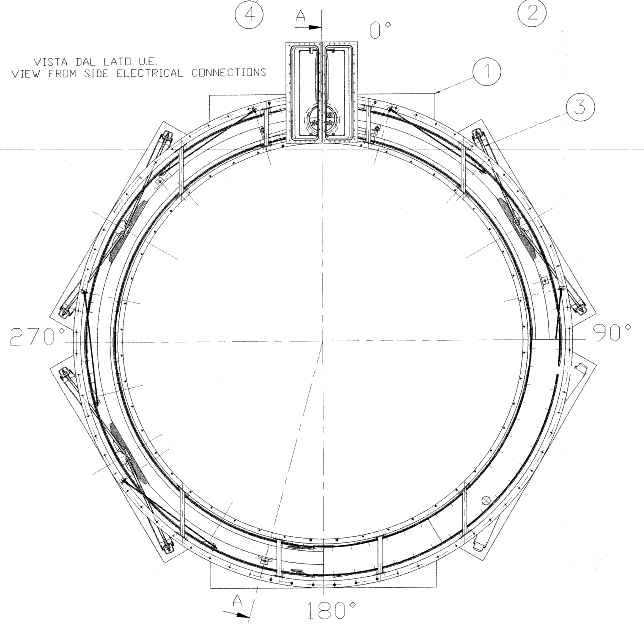 4
A
0°
2
VISTA DAL LATO U.E.
VIEW FROM SIDE ELECTRICAL CONNECTIONS
1
3
270°
90°
A
180°